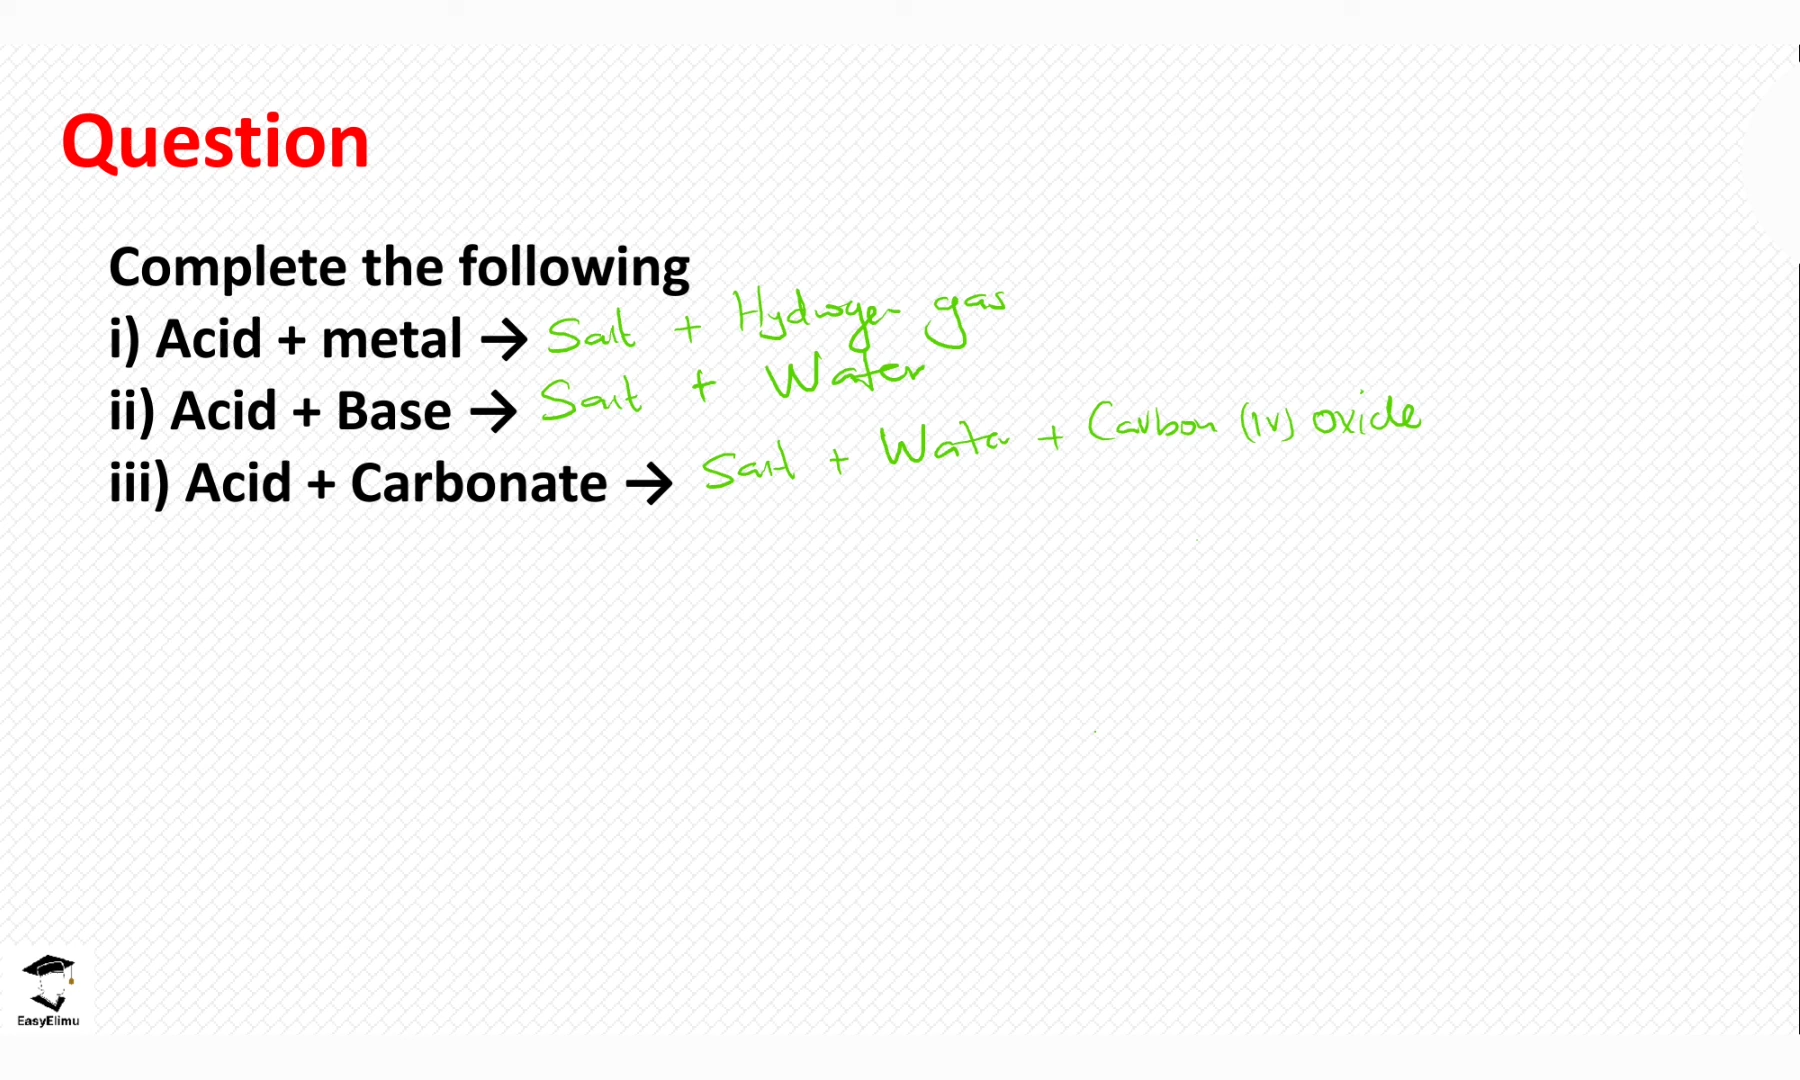 Question
Complete the following
i) Acid + metal → Salt + Hydrogen gas
ii) Acid + Base → Salt + Water
iii) Acid + Carbonate → Salt + Water + Carbon (IV) oxide
EasyElimu